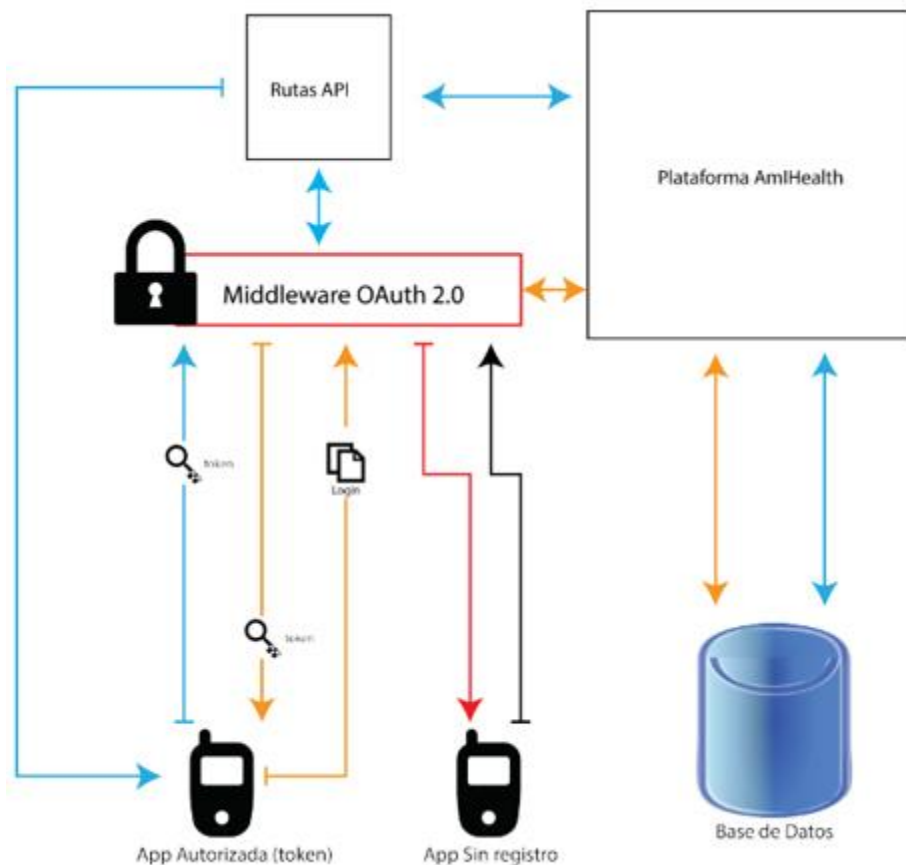 Rutas API
Plataforma AmIHealth
Middleware OAuth 2.0
token
Login
token
Base de Datos
App Autorizada (token)
App Sin registro